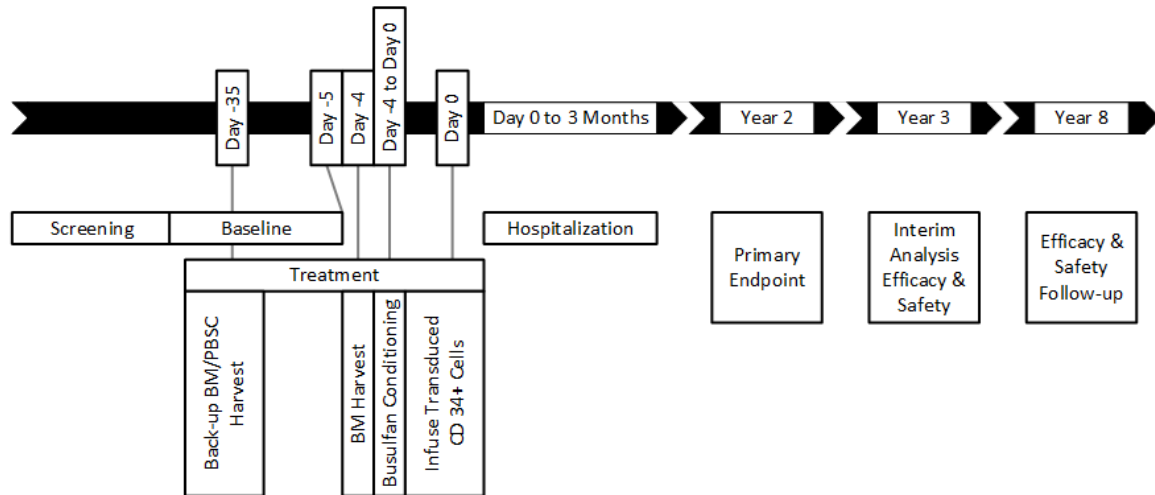 Day -35
Day -5
Day -4
Day -4 to Day 0
Day 0
Day 0 to 3 Months
Year 2
Year 3
Year 8
Screening
Baseline
Hospitalization
Treatment
Back-up BM/PBSC
Harvest
BM Harvest
Busulfan Conditioning
Infuse Transduced
CD 34+ Cells
Primary
Endpoint
Interim
Analysis
Efficacy &
Safety
Efficacy &
Safety
Follow-up